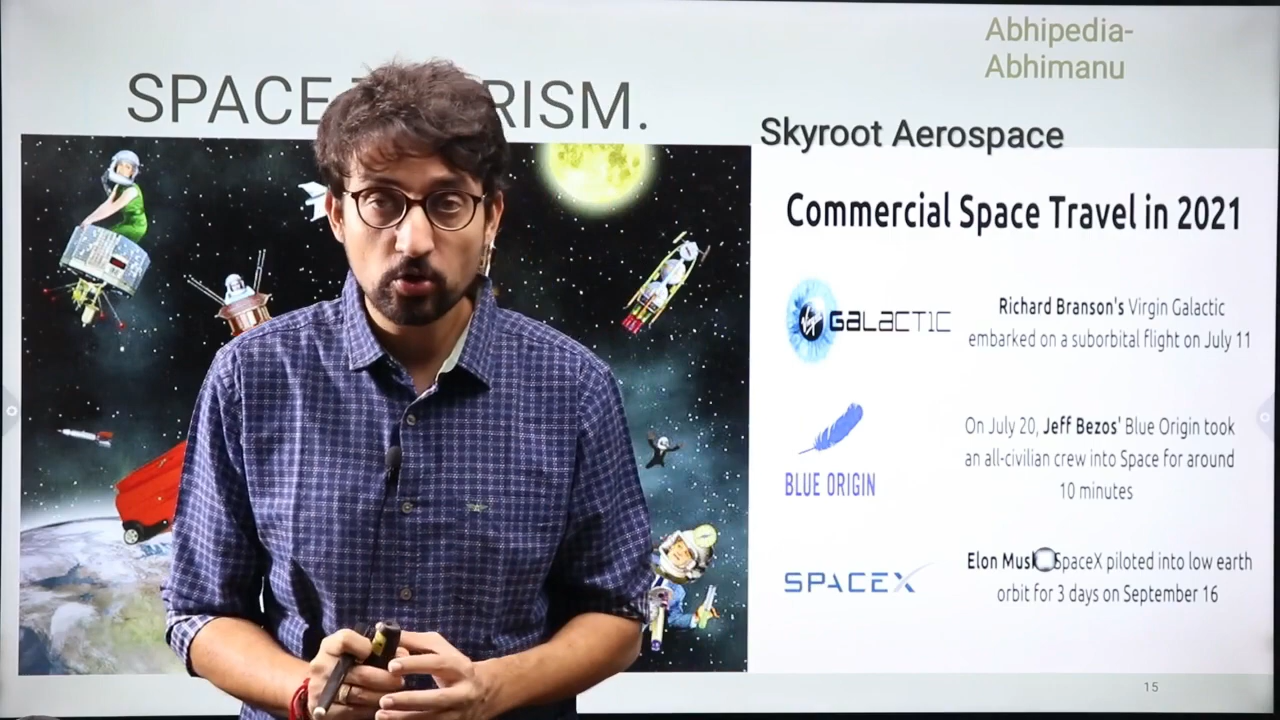 Abhipedia-
Abhimanu
SPACE RISM.
Skyroot Aerospace
Commercial Space Travel in 2021
GALACTIC
Richard Branson's Virgin Galactic
embarked on a suborbital flight on July 11
On July 20, Jeff Bezos' Blue Origin took
an all-civilian crew into Space for around
10 minutes
BLUE ORIGIN
Elon Musk SpaceX piloted into low earth
orbit for 3 days on September 16
SPACEX
15